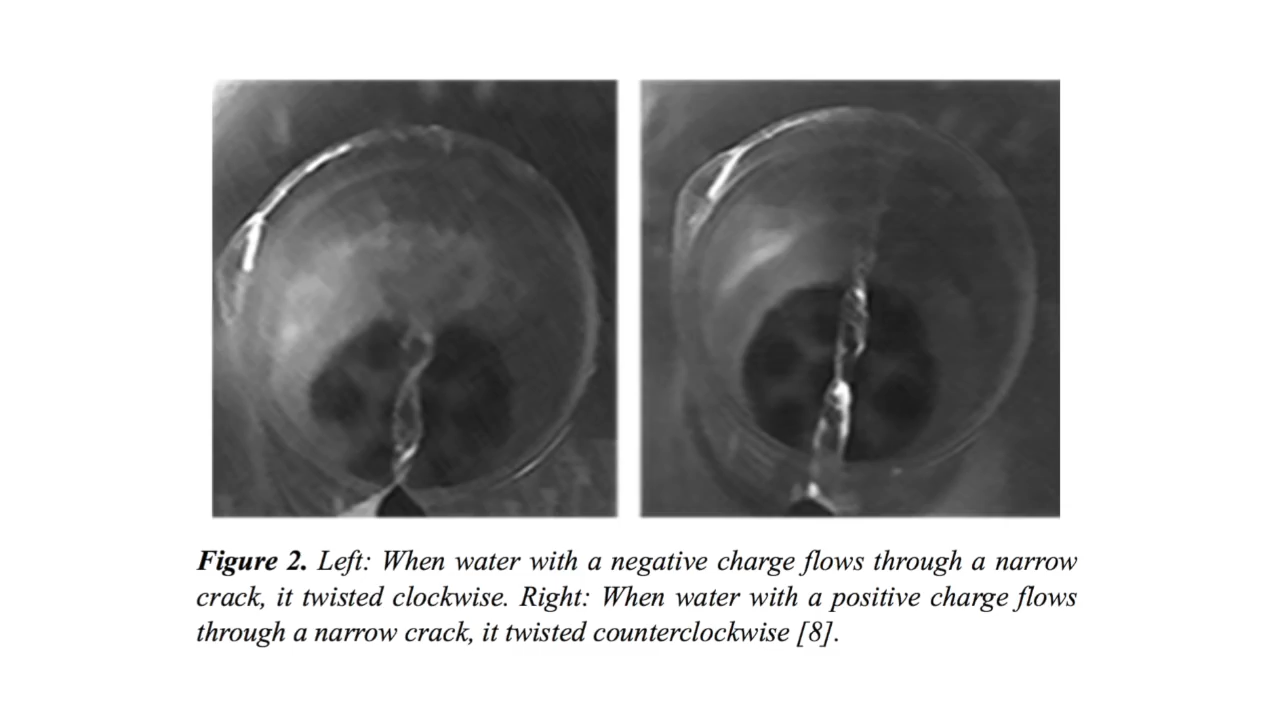 Figure 2. Left: When water with a negative charge flows through a narrow
crack, it twisted clockwise. Right: When water with a positive charge flows
through a narrow crack, it twisted counterclockwise [8].